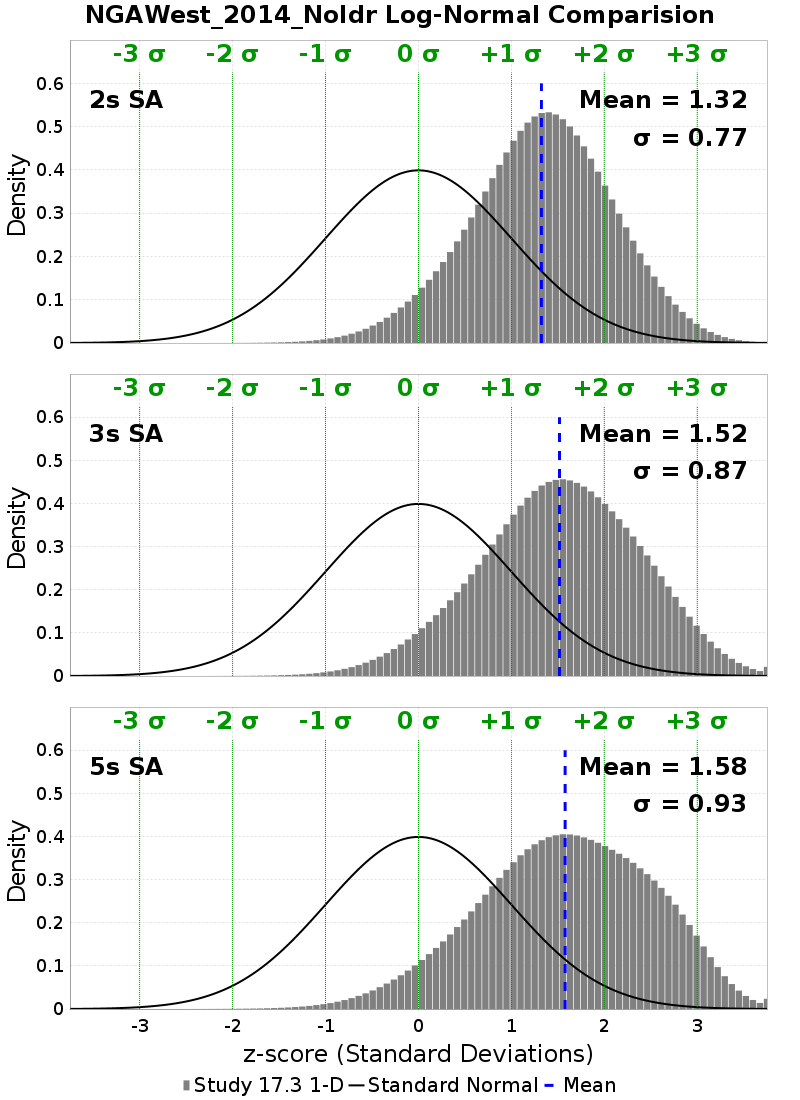 NGAWest_2014_NoIdr Log-Normal Comparision
-3 σ -2 σ -1 σ 0 σ +1 σ +2 σ +3 σ
2s SA
Mean = 1.32
σ = 0.77
Density
0.6
0.5
0.4
0.3
0.2
0.1
0
-3 σ -2 σ -1 σ 0 σ +1 σ +2 σ +3 σ
3s SA
Mean = 1.52
σ = 0.87
Density
0.6
0.5
0.4
0.3
0.2
0.1
0
-3 σ -2 σ -1 σ 0 σ +1 σ +2 σ +3 σ
5s SA
Mean = 1.58
σ = 0.93
Density
0.6
0.5
0.4
0.3
0.2
0.1
0
-3 -2 -1 0 1 2 3
z-score (Standard Deviations)
Study 17.3 1-D Standard Normal Mean